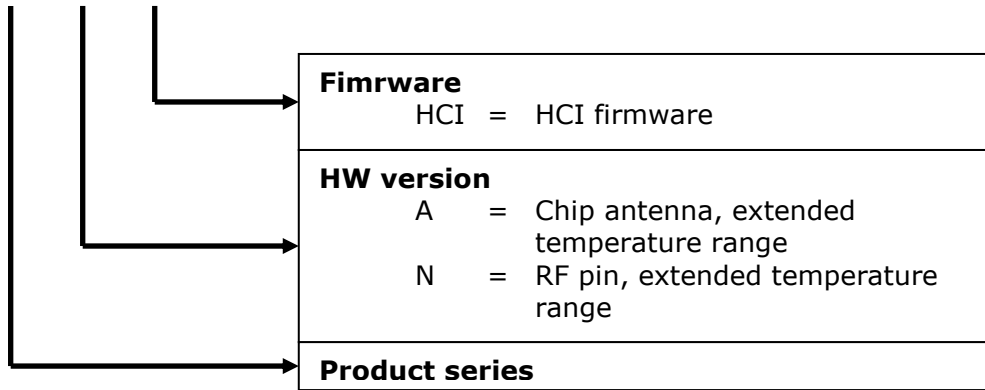 Fimrware
HCI = HCI firmware
HW version
A = Chip antenna, extended
temperature range
N = RF pin, extended temperature
range
Product series